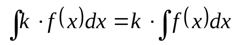 ∫k · f(x)dx = k · ∫f(x)dx